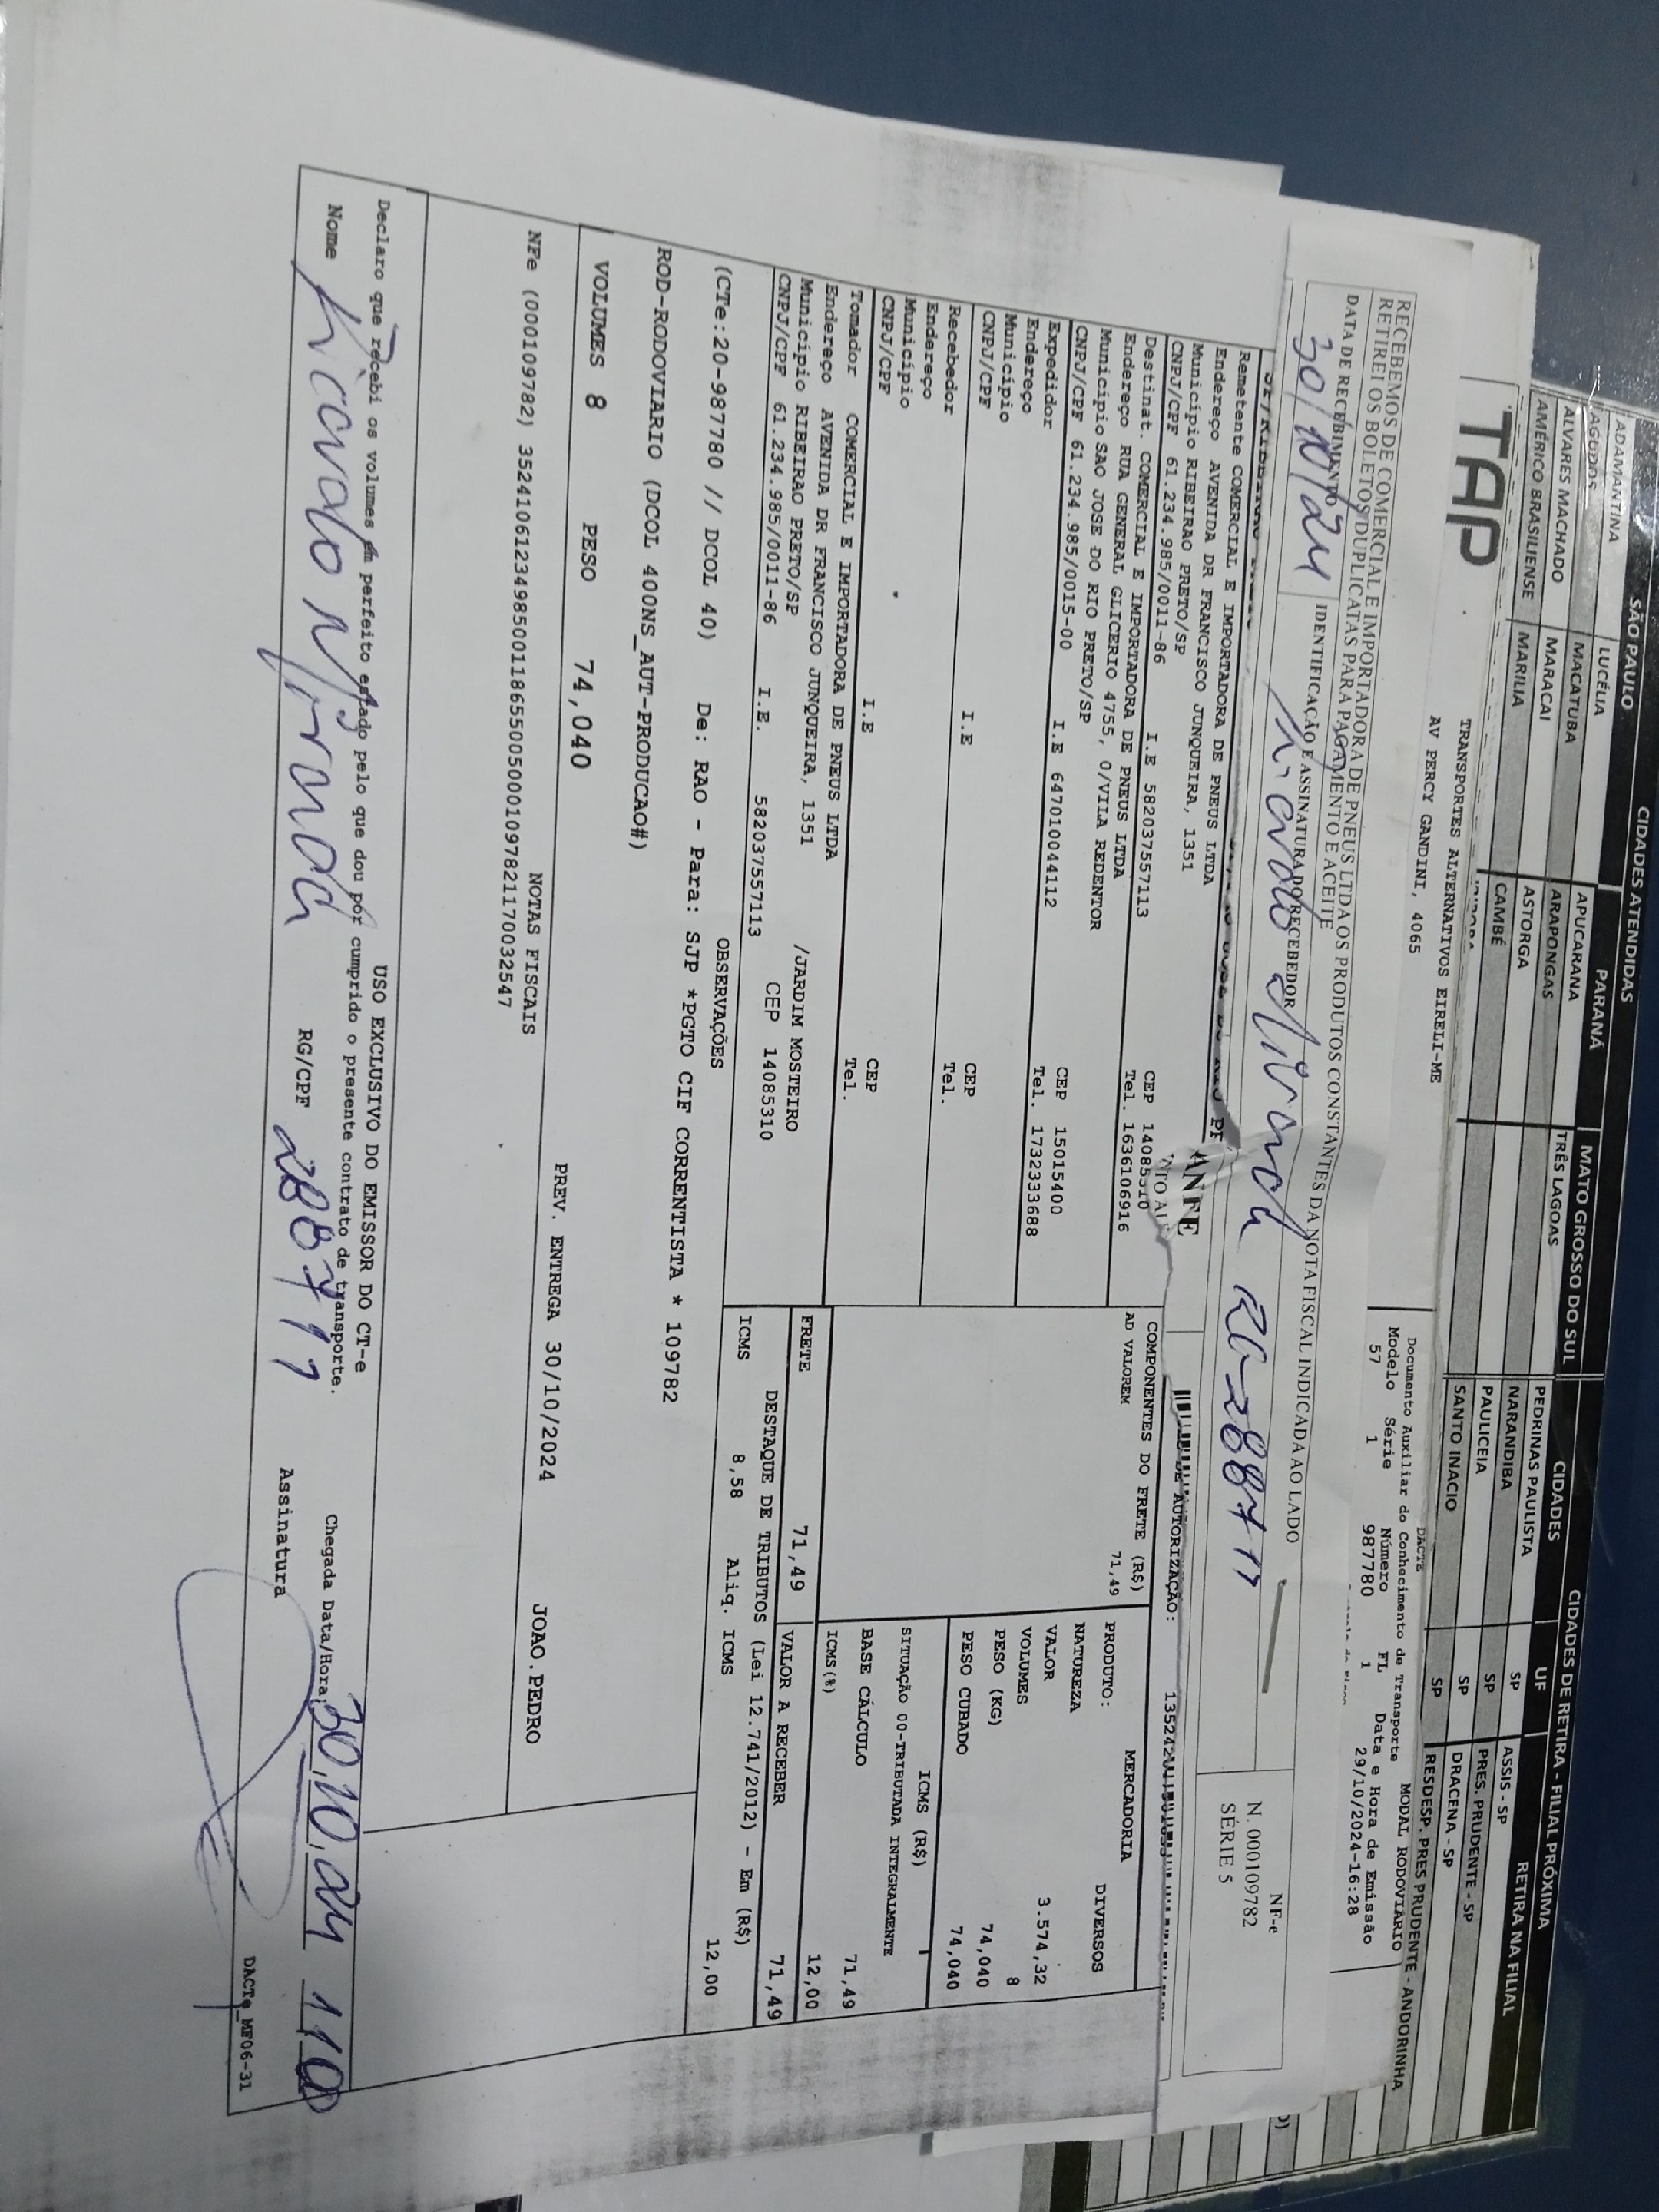 SÃO PAULO
CIDADES ATENDIDAS
PARANÁ
MATO GROSSO DO SUL
CIDADES DE RETIRA - FILIAL PRÓXIMA
CIDADES
UF
RETIRA NA FILIAL
ADAMANTINA
LUCÉLIA
APUCARANA
TRÊS LAGOAS
PEDRINAS PAULISTA
SP
ASSIS - SP
AGUDOS
MACATUBA
ARAPONGAS
NARANDIBA
SP
PRES. PRUDENTE - SP
ALVARES MACHADO
MARACAI
ASTORGA
PAULICEIA
SP
DRACENA - SP
AMÉRICO BRASILIENSE
MARILIA
CAMBÉ
SANTO INACIO
SP
RESDESP. PRES PRUDENTE - ANDORINHA
TAP
TRANSPORTES ALTERNATIVOS EIRELI-ME
AV PERCY GANDINI, 4065
DACTE
MODAL RODOVIÁRIO
Documento Auxiliar do Conhecimento de Transporte
Modelo Série Número FL Data e Hora de Emissão
57 1 987780 1 29/10/2024-16:28
RECEBEMOS DE COMERCIAL E IMPORTADORA DE PNEUS LTDA OS PRODUTOS CONSTANTES DA NOTA FISCAL INDICADA AO LADO
RETIREI OS BOLETOS/DUPLICATAS PARA PAGAMENTO E ACEITE
DATA DE RECEBIMENTO
IDENTIFICAÇÃO E ASSINATURA DO RECEBEDOR
30/10/24
NF-e
N. 000109782
SÉRIE 5
ANFE
DE AUTORIZAÇÃO:
Remetente COMERCIAL E IMPORTADORA DE PNEUS LTDA
Endereço AVENIDA DR FRANCISCO JUNQUEIRA, 1351
Município RIBEIRAO PRETO/SP
CNPJ/CPF 61.234.985/0011-86 I.E 582037557113
CEP
Tel. 1636106916
Destinat. COMERCIAL E IMPORTADORA DE PNEUS LTDA
Endereço RUA GENERAL GLICERIO 4755, 0/VILA REDENTOR
Município SAO JOSE DO RIO PRETO/SP
CEP 15015400
CNPJ/CPF 61.234.985/0015-00 I.E 647010044112
Tel. 1732333688
Expedidor
Endereço
Município
CEP
CNPJ/CPF
I.E
Tel.
Recebedor
Endereço
Município
CEP
CNPJ/CPF
I.E
Tel.
Tomador COMERCIAL E IMPORTADORA DE PNEUS LTDA
Endereço AVENIDA DR FRANCISCO JUNQUEIRA, 1351 /JARDIM MOSTEIRO
Município RIBEIRAO PRETO/SP
CEP 14085310
CNPJ/CPF 61.234.985/0011-86 I.E. 582037557113
COMPONENTES DO FRETE (R$)
AD VALOREM 71,49
FRETE 71,49
VALOR A RECEBER 71,49
MERCADORIA
PRODUTO: DIVERSOS
NATUREZA
VALOR 3.574,32
VOLUMES 8
PESO (KG) 74,040
PESO CUBADO 74,040
ICMS (R$)
SITUAÇÃO 00-TRIBUTADA INTEGRALMENTE
BASE CÁLCULO 71,49
ICMS(%) 12,00
DESTAQUE DE TRIBUTOS (Lei 12.741/2012) - Em (R$)
ICMS 8,58 Aliq. ICMS 12,00
OBSERVAÇÕES
(CTe:20-987780 // DCOL 40) De: RAO - Para: SJP *PGTO CIF CORRENTISTA * 109782
ROD-RODOVIARIO (DCOL 400NS_AUT-PRODUCAO#)
VOLUMES 8 PESO 74,040
PREV. ENTREGA 30/10/2024
JOAO.PEDRO
NOTAS FISCAIS
NFe (000109782) 35241061234985001186550050001097821170032547
USO EXCLUSIVO DO EMISSOR DO CT-e
Declaro que recebi os volumes em perfeito estado pelo que dou por cumprido o presente contrato de transporte.
Chegada Data/Hora 30,10,24
Nome
RG/CPF
Assinatura
DACTe_MF06-31